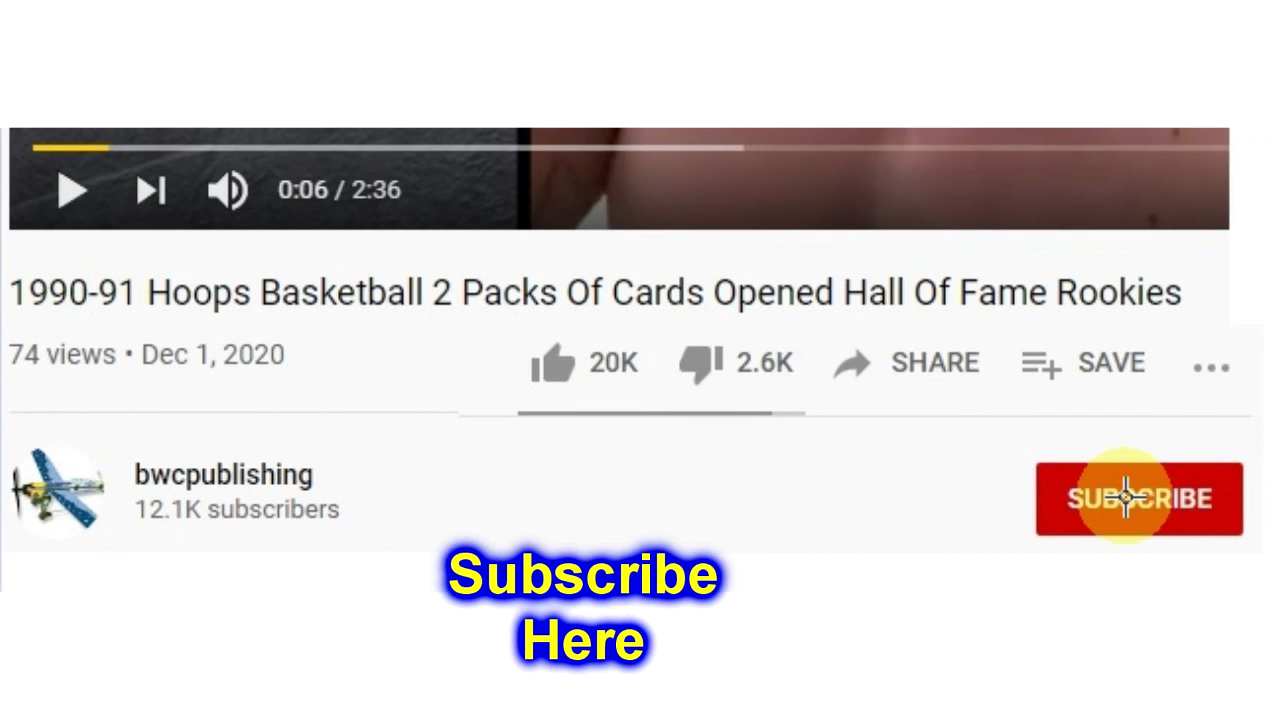 0:06 / 2:36
1990-91 Hoops Basketball 2 Packs Of Cards Opened Hall Of Fame Rookies
74 views • Dec 1, 2020
20K 2.6K SHARE SAVE
bwcpublishing
12.1K subscribers
SUBSCRIBE
Subscribe
Here